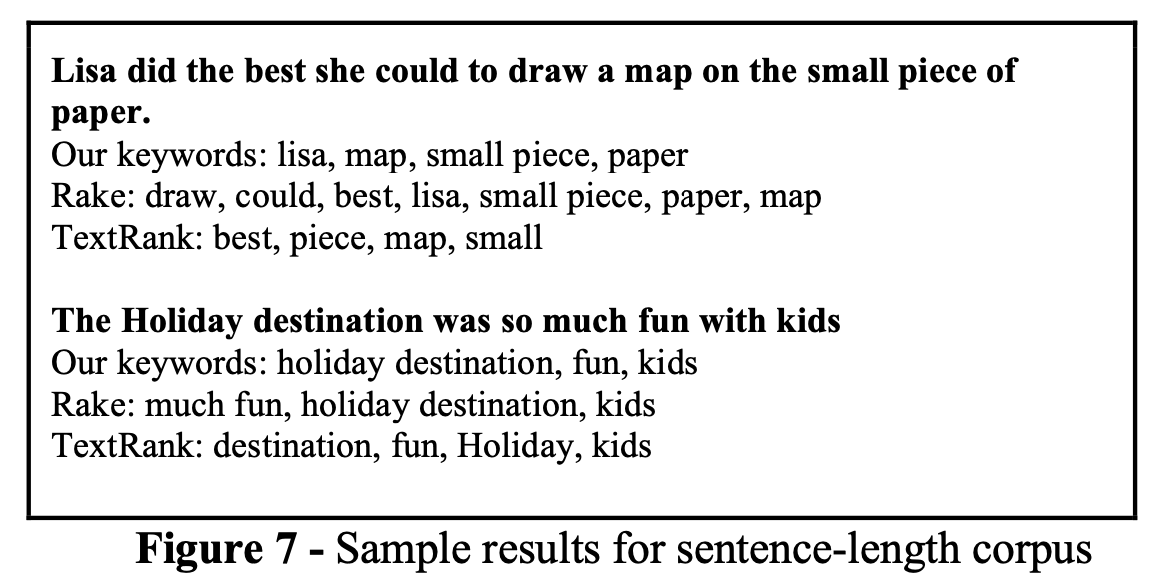 Lisa did the best she could to draw a map on the small piece of
paper.
Our keywords: lisa, map, small piece, paper
Rake: draw, could, best, lisa, small piece, paper, map
TextRank: best, piece, map, small
The Holiday destination was so much fun with kids
Our keywords: holiday destination, fun, kids
Rake: much fun, holiday destination, kids
TextRank: destination, fun, Holiday, kids
Figure 7 - Sample results for sentence-length corpus